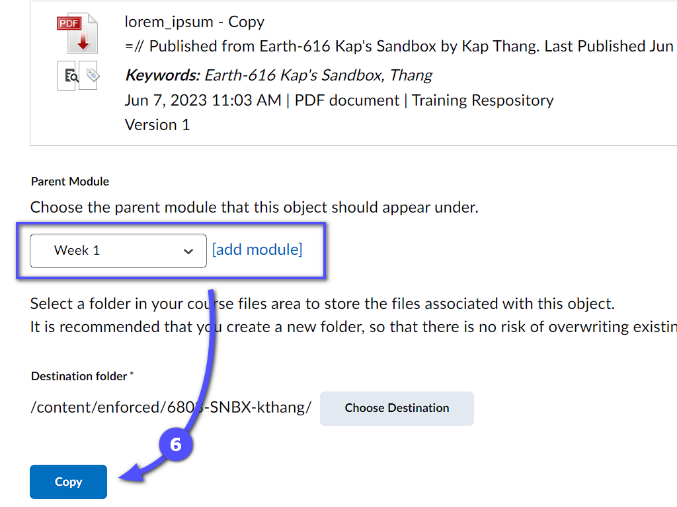 PDF
lorem_ipsum - Copy
=// Published from Earth-616 Kap's Sandbox by Kap Thang. Last Published Jun
Keywords: Earth-616 Kap's Sandbox, Thang
Jun 7, 2023 11:03 AM | PDF document | Training Respository
Version 1
Parent Module
Choose the parent module that this object should appear under.
Week 1 [add module]
Select a folder in your course files area to store the files associated with this object.
It is recommended that you create a new folder, so that there is no risk of overwriting existin
Destination folder *
/content/enforced/ -SNBX-kthang/ Choose Destination
6
Copy